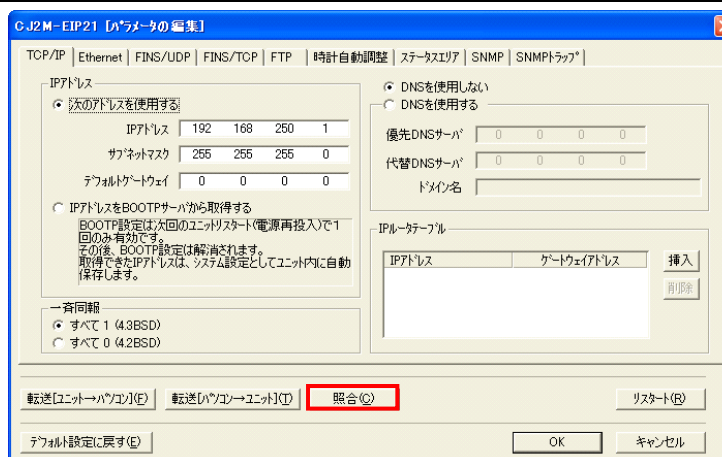 CJ2M-EIP21 [ﾊﾟﾗﾒｰﾀの編集]
TCP/IP Ethernet FINS/UDP FINS/TCP FTP 時計自動調整 ｽﾃｰﾀｽｴﾘｱ SNMP SNMPﾄﾗｯﾌﾟ
IPｱﾄﾞﾚｽ
次のｱﾄﾞﾚｽを使用する
IPｱﾄﾞﾚｽ 192 168 250 1
ｻﾌﾞﾈｯﾄﾏｽｸ 255 255 255 0
ﾃﾞﾌｫﾙﾄｹﾞｰﾄｳｪｲ 0 0 0 0
IPｱﾄﾞﾚｽをBOOTPｻｰﾊﾞから取得する
BOOTP設定は次回のﾕﾆｯﾄﾘｽﾀｰﾄ(電源再投入)で1
回のみ有効です。
その後、BOOTP設定は解消されます。
取得できたIPｱﾄﾞﾚｽは、ｼｽﾃﾑ設定としてﾕﾆｯﾄ内に自動
保存します。
一斉同報
すべて 1 (4.3BSD)
すべて 0 (4.2BSD)
DNSを使用しない
DNSを使用する
優先DNSｻｰﾊﾞ 0 0 0 0
代替DNSｻｰﾊﾞ 0 0 0 0
ﾄﾞﾒｲﾝ名
IPﾙｰﾀﾃｰﾌﾞﾙ
IPｱﾄﾞﾚｽ ｹﾞｰﾄｳｪｲｱﾄﾞﾚｽ
挿入
削除
転送[ﾕﾆｯﾄ→ﾊﾟｿｺﾝ](F) 転送[ﾊﾟｿｺﾝ→ﾕﾆｯﾄ](T) 照合(C) ﾘｽﾀｰﾄ(R)
ﾃﾞﾌｫﾙﾄ設定に戻す(E) OK ｷｬﾝｾﾙ